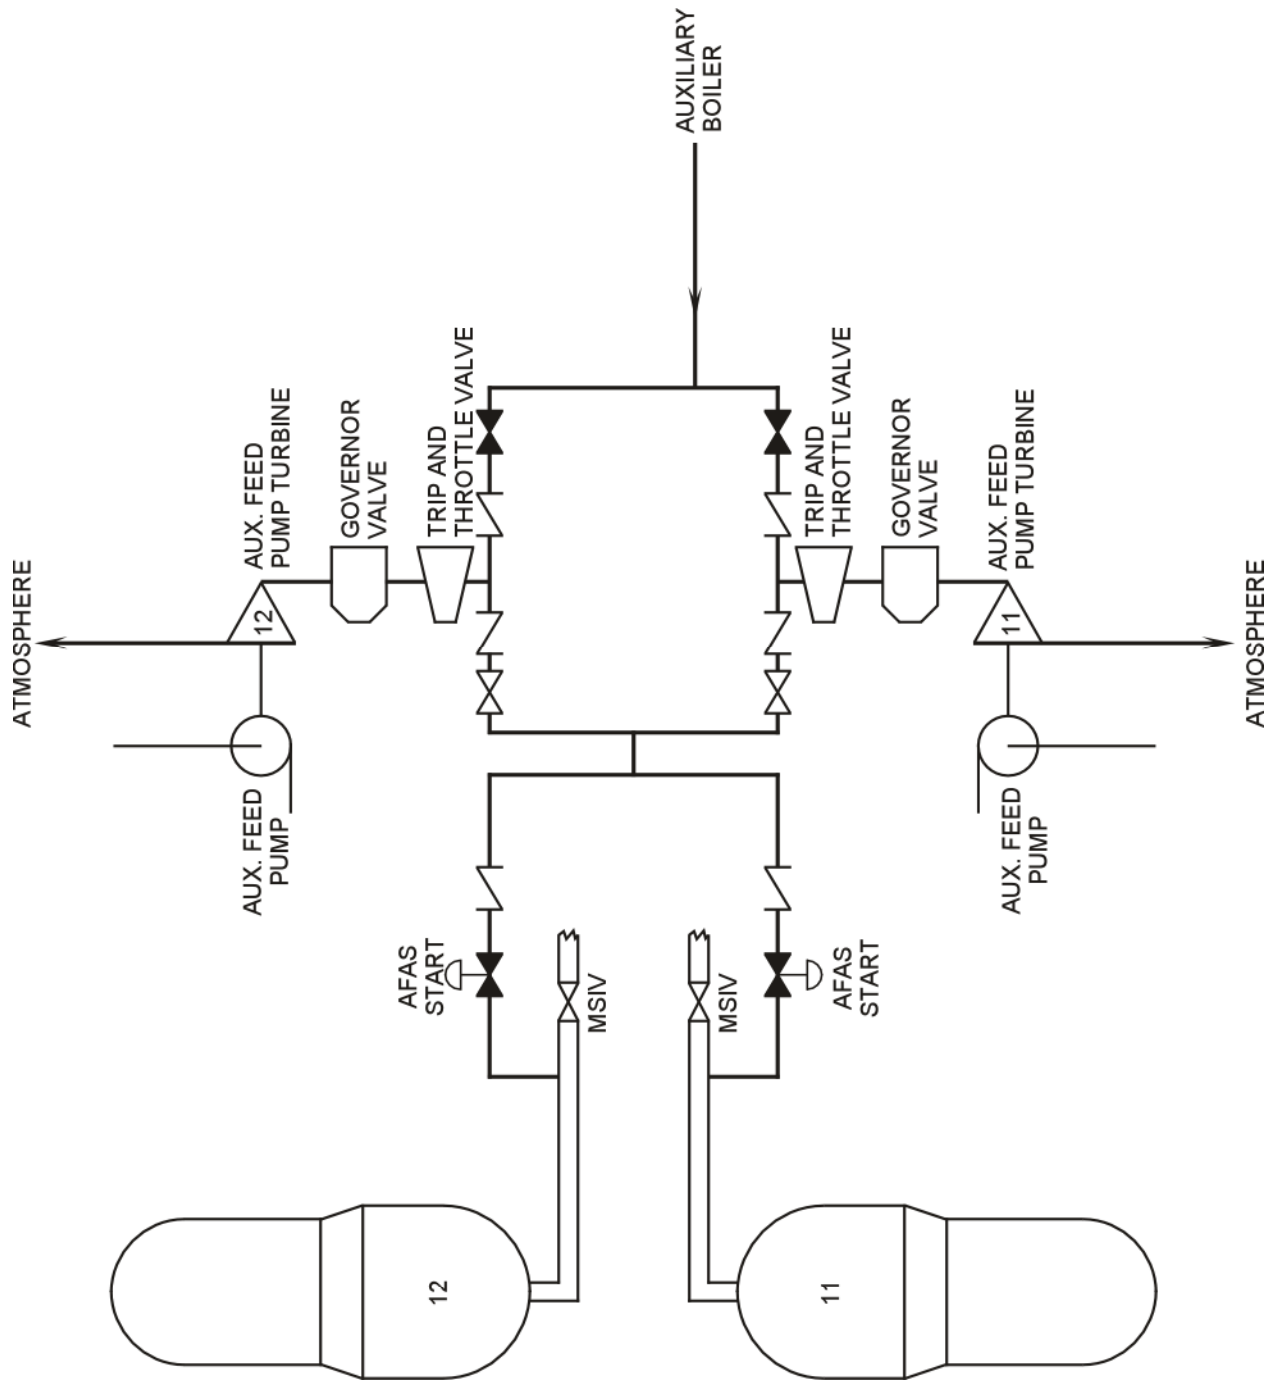 ATMOSPHERE
AUX. FEED
PUMP TURBINE
12
GOVERNOR
VALVE
TRIP AND
THROTTLE VALVE
AUXILIARY
BOILER
TRIP AND
THROTTLE VALVE
GOVERNOR
VALVE
AUX. FEED
PUMP TURBINE
11
ATMOSPHERE
AUX. FEED
PUMP
AUX. FEED
PUMP
AFAS
START
MSIV
MSIV
AFAS
START
12
11